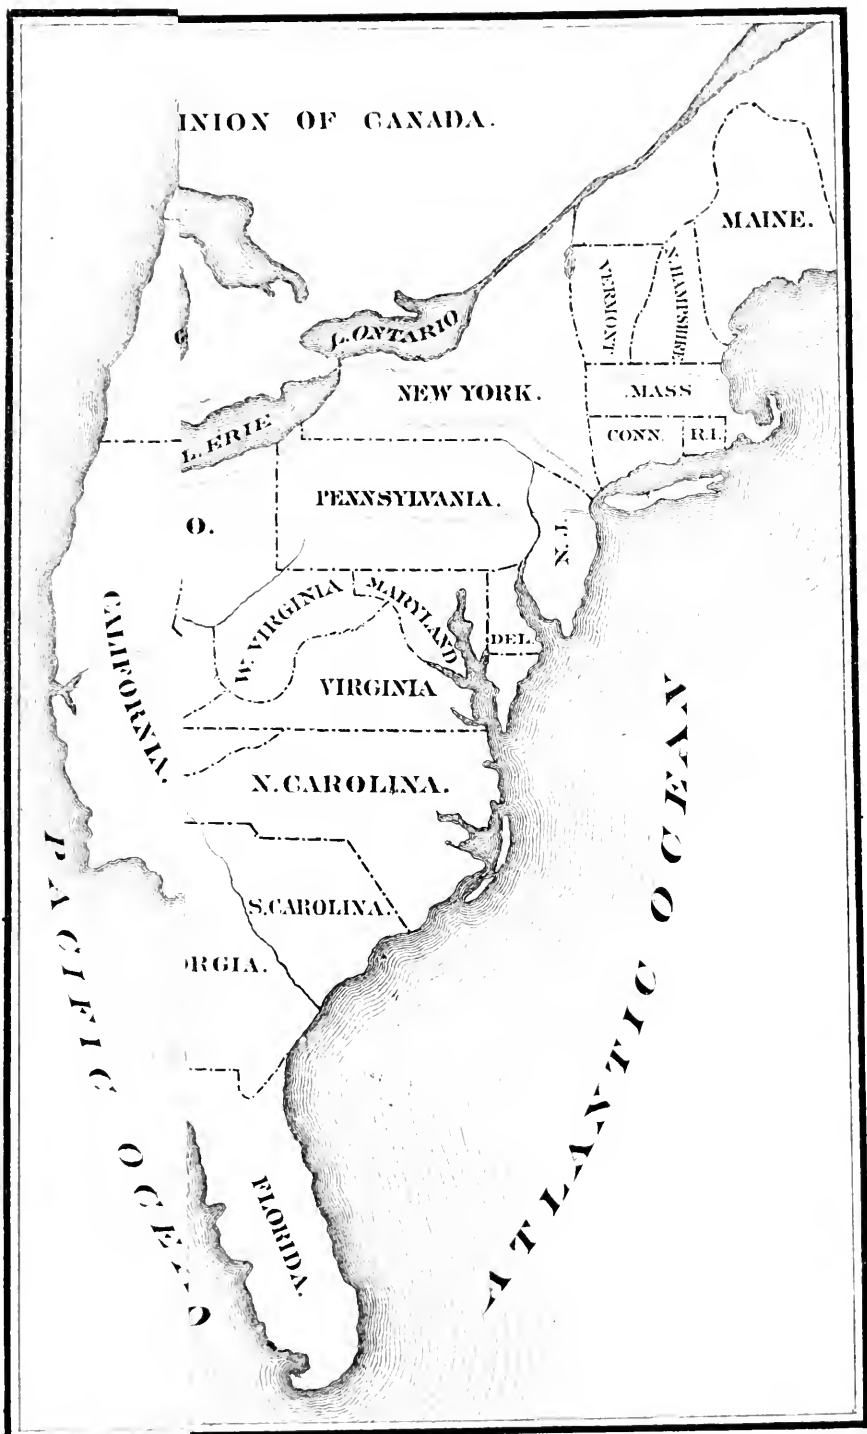 INION OF CANADA.
MAINE.
VERMONT.
N. HAMPSHIRE
L. ONTARIO
G
NEW YORK.
MASS
L. ERIE
CONN.
R.I.
PENNSYLVANIA.
O.
N. J.
W. VIRGINIA
MARYLAND
DEL.
CALIFORNIA.
VIRGINIA
N. CAROLINA.
S. CAROLINA.
RGIA.
FLORIDA.
PACIFIC OCE
O
ATLANTIC OCEAN